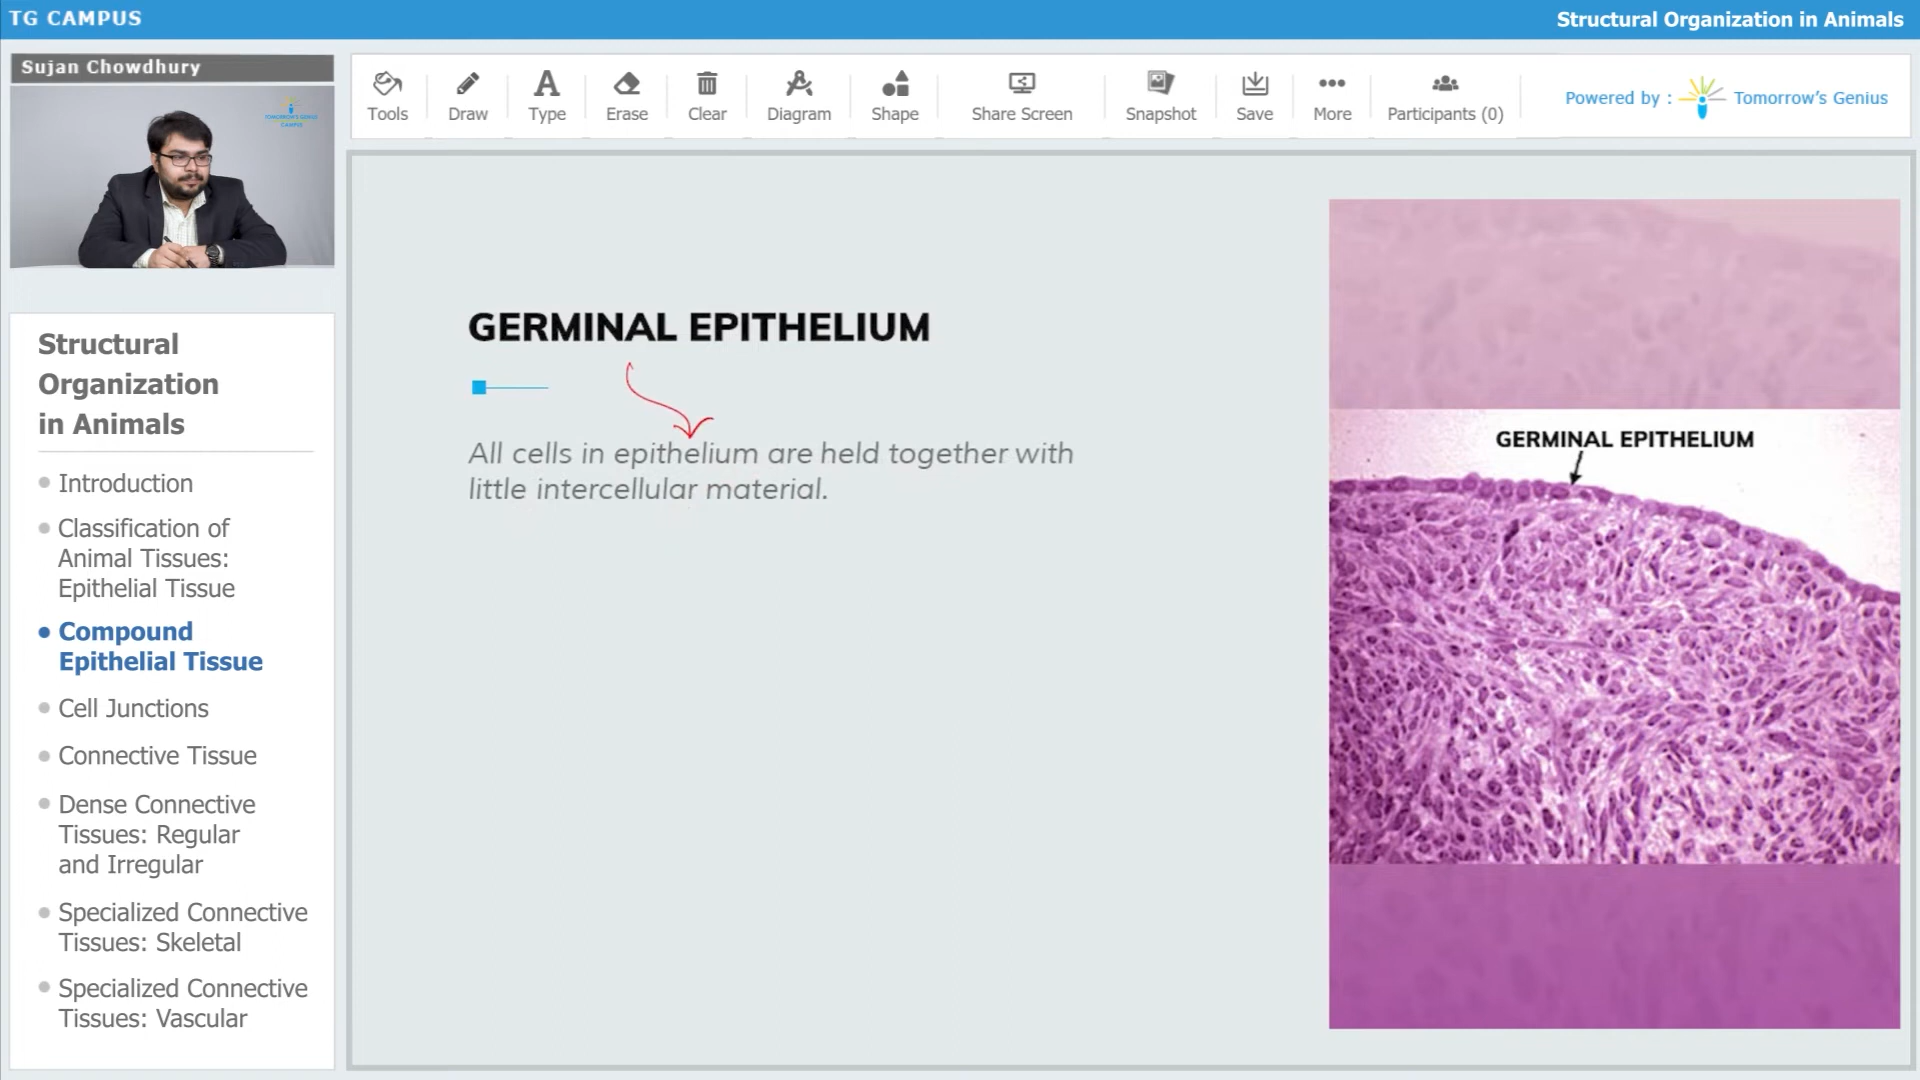 TG CAMPUS
Structural Organization in Animals
Sujan Chowdhury
TOMORROW'S GENIUS
CAMPUS
Tools
Draw
Type
Erase
Clear
Diagram
Shape
Share Screen
Snapshot
Save
More
Participants (0)
Powered by :
Tomorrow's Genius
Structural
Organization
in Animals
Introduction
Classification of
Animal Tissues:
Epithelial Tissue
Compound
Epithelial Tissue
Cell Junctions
Connective Tissue
Dense Connective
Tissues: Regular
and Irregular
Specialized Connective
Tissues: Skeletal
Specialized Connective
Tissues: Vascular
GERMINAL EPITHELIUM
All cells in epithelium are held together with
little intercellular material.
GERMINAL EPITHELIUM